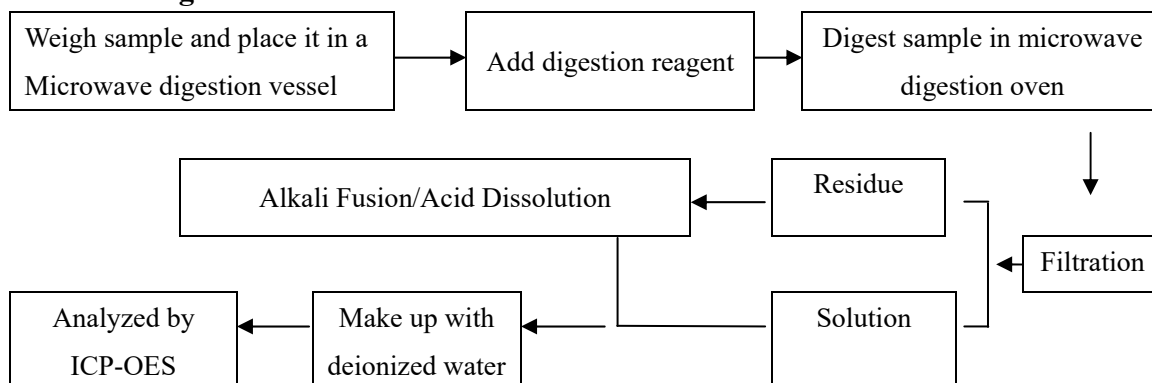 Weigh sample and place it in a
Microwave digestion vessel
Add digestion reagent
Digest sample in microwave
digestion oven
Alkali Fusion/Acid Dissolution
Residue
Filtration
Analyzed by
ICP-OES
Make up with
deionized water
Solution